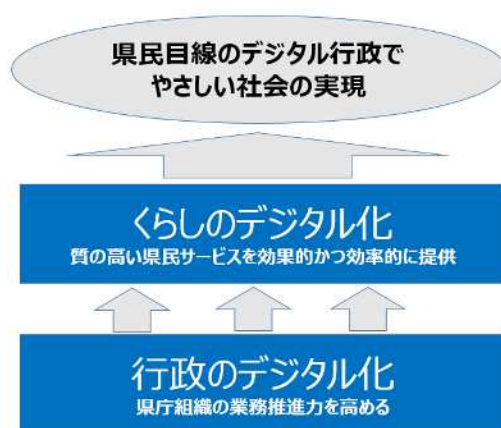 県民目線のデジタル行政で
やさしい社会の実現
くらしのデジタル化
質の高い県民サービスを効果的かつ効率的に提供
行政のデジタル化
県庁組織の業務推進力を高める